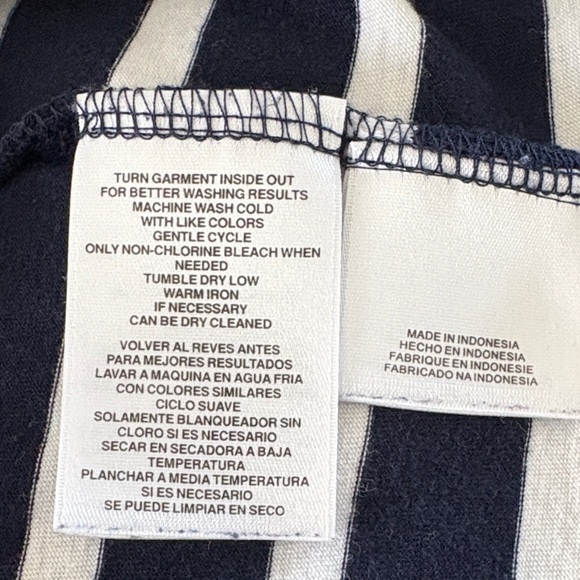 TURN GARMENT INSIDE OUT
FOR BETTER WASHING RESULTS
MACHINE WASH COLD
WITH LIKE COLORS
GENTLE CYCLE
ONLY NON-CHLORINE BLEACH WHEN
NEEDED
TUMBLE DRY LOW
WARM IRON
IF NECESSARY
CAN BE DRY CLEANED
VOLVER AL REVES ANTES
PARA MEJORES RESULTADOS
LAVAR A MAQUINA EN AGUA FRIA
CON COLORES SIMILARES
CICLO SUAVE
SOLAMENTE BLANQUEADOR SIN
CLORO SI ES NECESARIO
SECAR EN SECADORA A BAJA
TEMPERATURA
PLANCHAR A MEDIA TEMPERATURA
SI ES NECESARIO
SE PUEDE LIMPIAR EN SECO
MADE IN INDONESIA
HECHO EN INDONESIA
FABRIQUE EN INDONESIE
FABRICADO NA INDONESIA